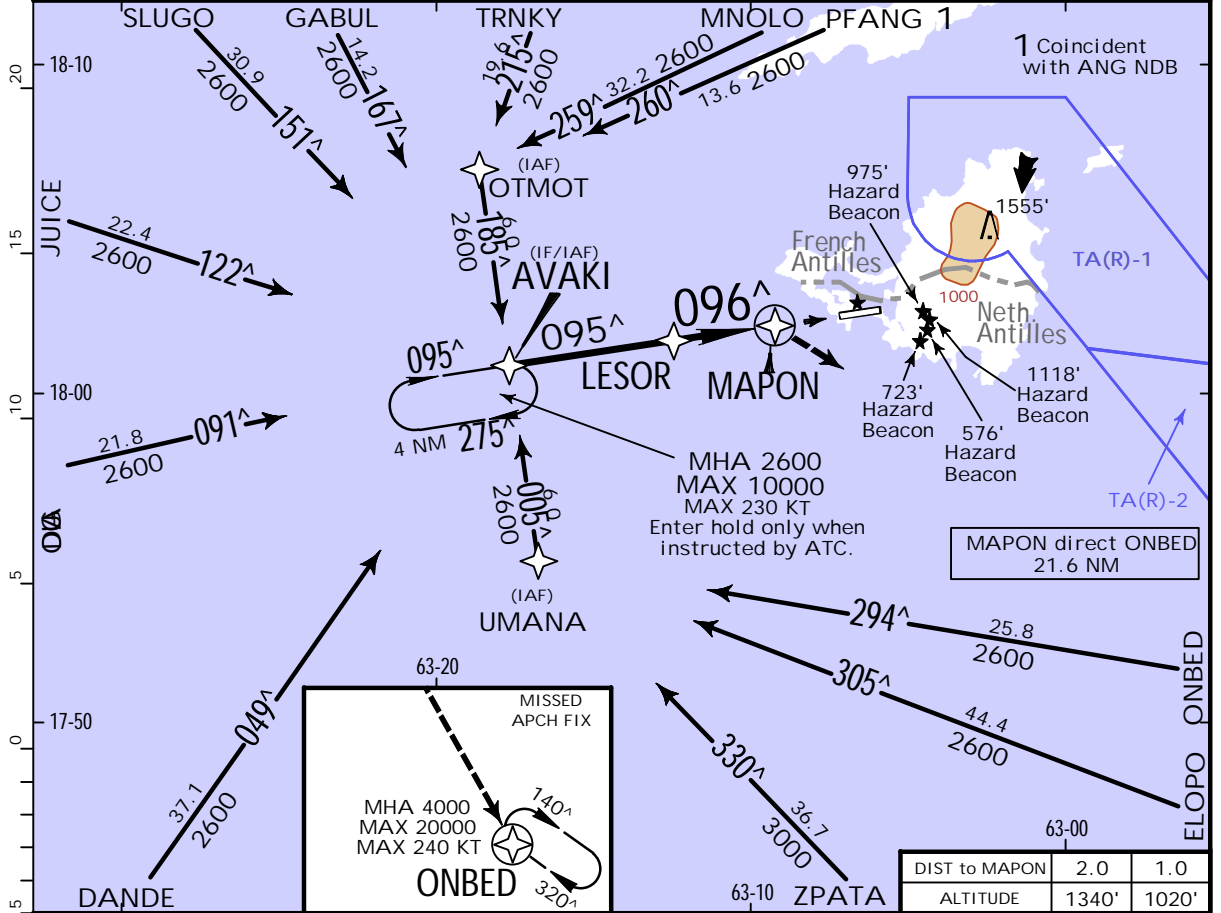 SLUGO
GABUL
TRNKY
MNOLO
PFANG 1
1 Coincident
with ANG NDB
20
18-10
30.9
2600
151^
14.2
2600
167^
19.6
215^
2600
32.2 2600
259^
13.6 2600
260^
(IAF)
OTMOT
6.0
185^
2600
975'
Hazard
Beacon
1555'
JUICE
22.4
2600
122^
15
French
Antilles
TA(R)-1
1000
Neth.
Antilles
(IF/IAF)
AVAKI
095^
095^
096^
LESOR
MAPON
18-00
10
4 NM
275^
21.8
2600
091^
723'
Hazard
Beacon
1118'
Hazard
Beacon
576'
Hazard
Beacon
MHA 2600
MAX 10000
MAX 230 KT
Enter hold only when
instructed by ATC.
6.0
005^
2600
TA(R)-2
MAPON direct ONBED
21.6 NM
5
(IAF)
UMANA
294^
25.8
2600
305^
44.4
2600
ONBED
ELOPO
17-50
0
049^
37.1
2600
DANDE
63-20
MISSED
APCH FIX
MHA 4000
MAX 20000
MAX 240 KT
140^
320^
ONBED
330^
36.7
3000
63-10
ZPATA
63-00
DIST to MAPON 2.0 1.0
ALTITUDE 1340' 1020'
5